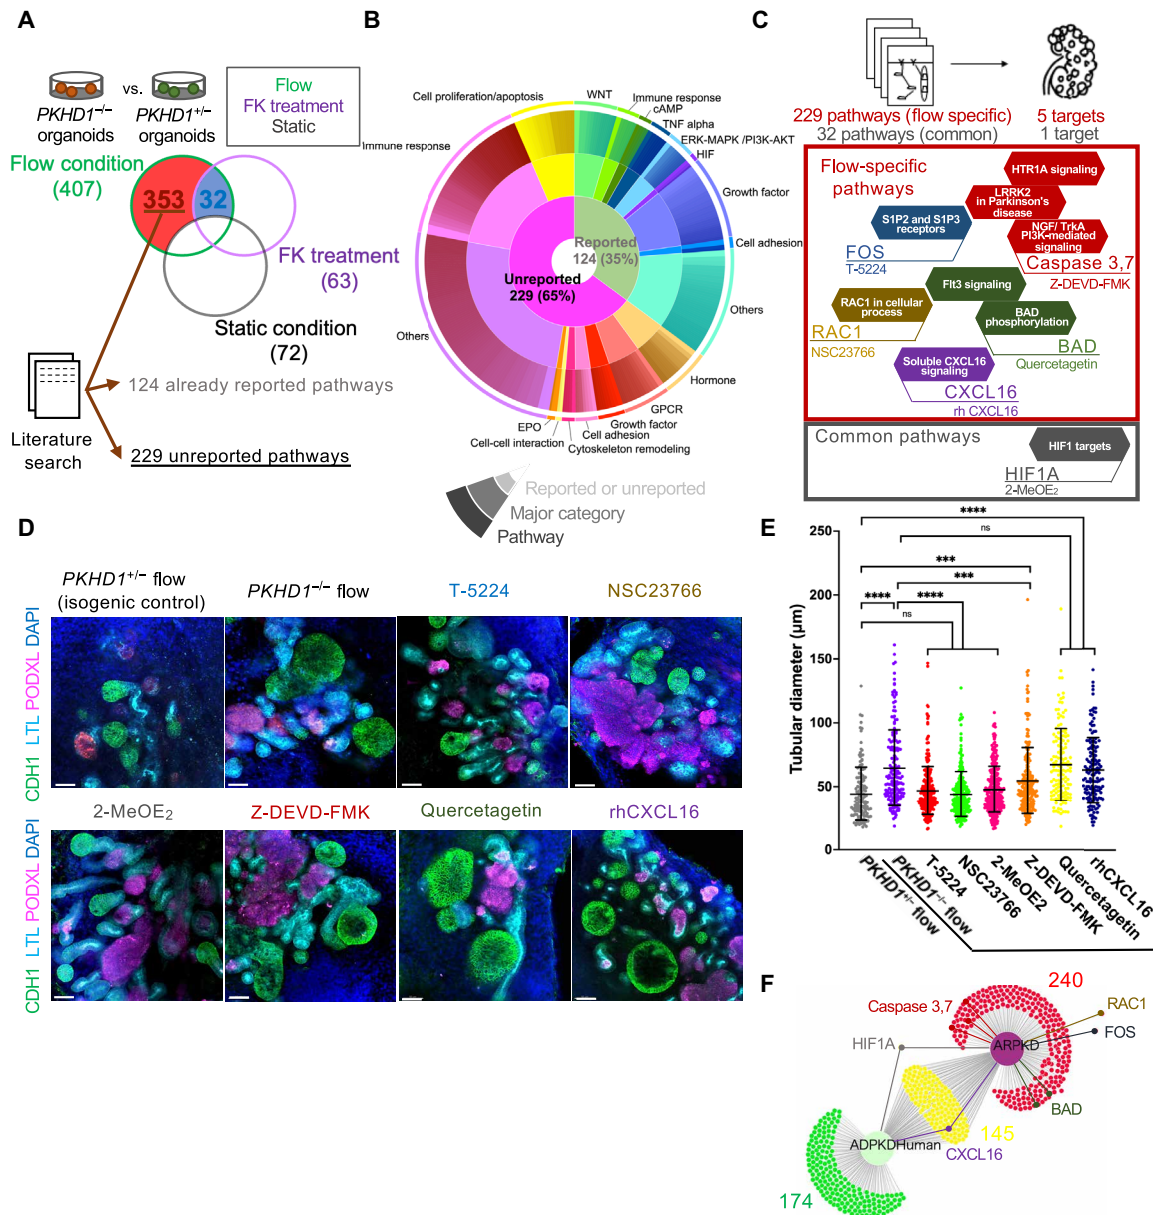 A
vs.
PKHD1−/−
organoids
PKHD1+/−
organoids
Flow
FK treatment
Static
Flow condition
(407)
353
32
FK treatment
(63)
Static condition
(72)
124 already reported pathways
Literature
search
229 unreported pathways
B
Cell proliferation/apoptosis
WNT
Immune response
cAMP
TNF alpha
ERK-MAPK /PI3K-AKT
HIF
Immune response
Growth factor
Cell adhesion
Reported
124 (35%)
Unreported
229 (65%)
Others
Others
Hormone
GPCR
Growth factor
EPO
Cell adhesion
Cell-cell interaction
Cytoskeleton remodeling
Reported or unreported
Major category
Pathway
C
229 pathways (flow specific)
32 pathways (common)
5 targets
1 target
Flow-specific
pathways
HTR1A signaling
LRRK2
in Parkinson's
disease
S1P2 and S1P3
receptors
NGF/ TrkA
PI3K-mediated
signaling
FOS
T-5224
Caspase 3,7
Z-DEVD-FMK
Flt3 signaling
RAC1 in cellular
process
BAD
phosphorylation
RAC1
NSC23766
BAD
Quercetagetin
Soluble CXCL16
signaling
CXCL16
rh CXCL16
Common pathways
HIF1 targets
HIF1A
2-MeOE2
D
PKHD1+/− flow
(isogenic control)
PKHD1−/− flow
T-5224
NSC23766
CDH1 LTL PODXL DAPI
2-MeOE2
Z-DEVD-FMK
Quercetagetin
rhCXCL16
CDH1 LTL PODXL DAPI
E
Tubular diameter (µm)
250
200
150
100
50
0
****
ns
***
***
****
****
ns
PKHD1+/− flow
PKHD1−/− flow
T-5224
NSC23766
2-MeOE2
Z-DEVD-FMK
Quercetagetin
rhCXCL16
F
240
Caspase 3,7
RAC1
HIF1A
ARPKD
FOS
BAD
145
ADPKDHuman
CXCL16
174